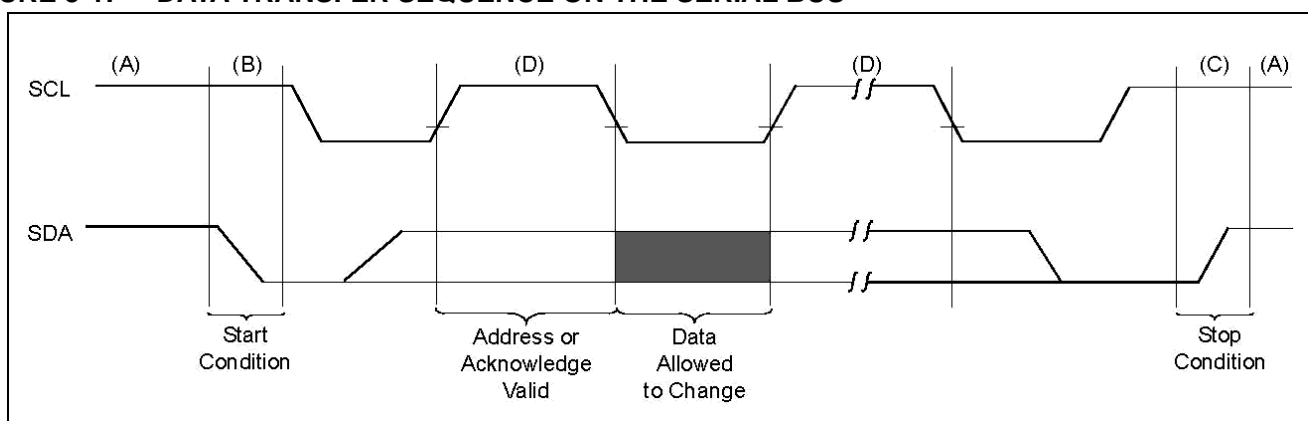 DATA TRANSFER SEQUENCE ON THE SERIAL BUS
(A) (B) (D) (D) (C) (A)
SCL
SDA
Start
Condition
Address or
Acknowledge
Valid
Data
Allowed
to Change
Stop
Condition